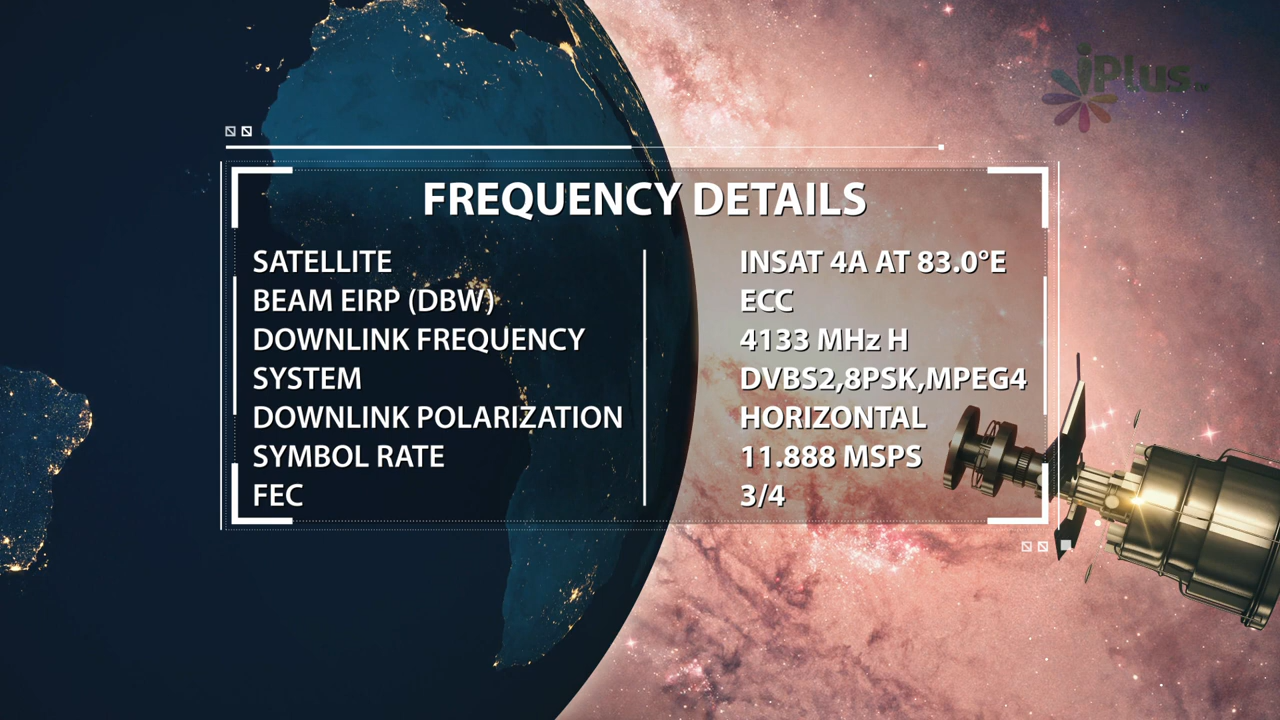 iPlus TV
FREQUENCY DETAILS
SATELLITE INSAT 4A AT 83.0°E
BEAM EIRP (DBW) ECC
DOWNLINK FREQUENCY 4133 MHz H
SYSTEM DVBS2,8PSK,MPEG4
DOWNLINK POLARIZATION HORIZONTAL
SYMBOL RATE 11.888 MSPS
FEC 3/4